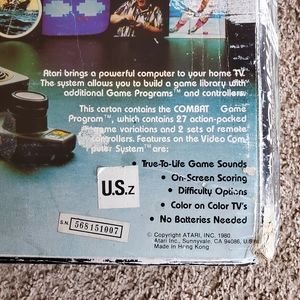 Atari brings a powerful computer to your home TV.
The system allows you to build a game library with
additional Game Programs™ and controllers.
This carton contains the COMBAT™ Game
Program™, which contains 27 action-packed
game variations and 2 sets of remote
controllers. Features on the Video Com-
puter System™ are:
• True-To-Life Game Sounds
• On-Screen Scoring
• Difficulty Options
• Color on Color TV's
• No Batteries Needed
U.S.z
S.N. 568151007
© Copyright ATARI, INC. 1980
Atari Inc., Sunnyvale, CA 94086, U.S.
Made in Hong Kong